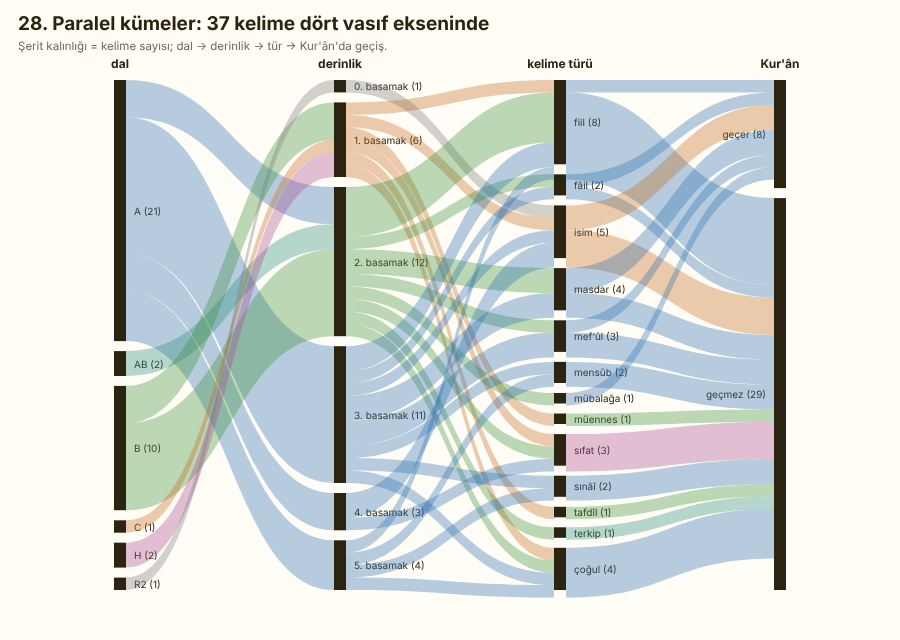 28. Paralel kümeler: 37 kelime dört vasıf ekseninde
Şerit kalınlığı = kelime sayısı; dal → derinlik → tür → Kur'ân'da geçiş.
dal
derinlik
kelime türü
Kur'ân
A (21)
AB (2)
B (10)
C (1)
H (2)
R2 (1)
0. basamak (1)
1. basamak (6)
2. basamak (12)
3. basamak (11)
4. basamak (3)
5. basamak (4)
fiil (8)
fâil (2)
isim (5)
masdar (4)
mef'ûl (3)
mensûb (2)
mübalağa (1)
müennes (1)
sıfat (3)
sınâî (2)
tafdîl (1)
terkip (1)
çoğul (4)
geçer (8)
geçmez (29)